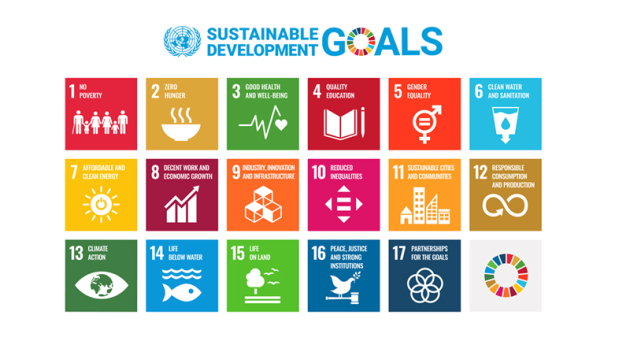 SUSTAINABLE
DEVELOPMENT
GOALS
1 NO
POVERTY
2 ZERO
HUNGER
3 GOOD HEALTH
AND WELL-BEING
4 QUALITY
EDUCATION
5 GENDER
EQUALITY
6 CLEAN WATER
AND SANITATION
7 AFFORDABLE AND
CLEAN ENERGY
8 DECENT WORK AND
ECONOMIC GROWTH
9 INDUSTRY, INNOVATION
AND INFRASTRUCTURE
10 REDUCED
INEQUALITIES
11 SUSTAINABLE CITIES
AND COMMUNITIES
12 RESPONSIBLE
CONSUMPTION
AND PRODUCTION
13 CLIMATE
ACTION
14 LIFE
BELOW WATER
15 LIFE
ON LAND
16 PEACE, JUSTICE
AND STRONG
INSTITUTIONS
17 PARTNERSHIPS
FOR THE GOALS